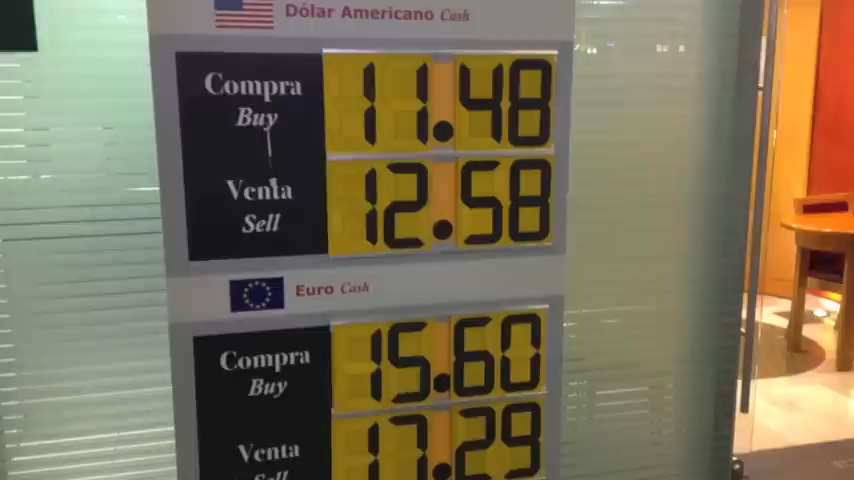 Dólar Americano Cash
Compra
Buy
11.48
Venta
Sell
12.58
Euro Cash
Compra
Buy
15.60
Venta
Sell
17.29